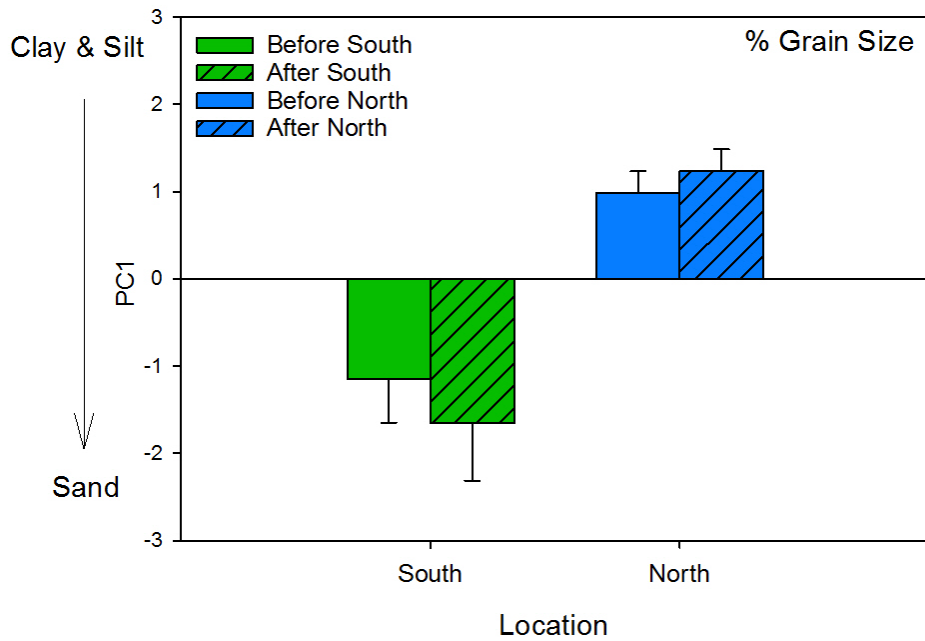 Clay & Silt
Sand
% Grain Size
Before South
After South
Before North
After North
3
2
1
0
-1
-2
-3
PC1
South
North
Location